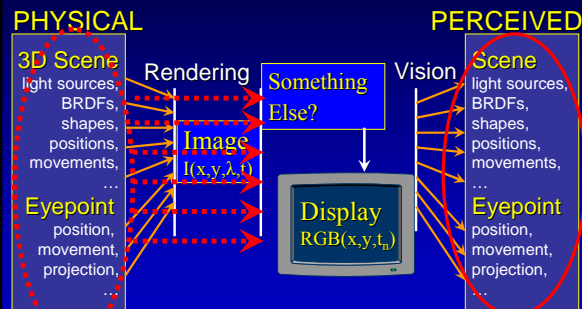 PHYSICAL
3D Scene
light sources,
BRDFs,
shapes,
positions,
movements,
…
Eyepoint
position,
movement,
projection,
…
Rendering
Image
I(x,y,λ,t)
Something
Else?
Display
RGB(x,y,tn)
Vision
PERCEIVED
Scene
light sources,
BRDFs,
shapes,
positions,
movements,
…
Eyepoint
position,
movement,
projection,
…